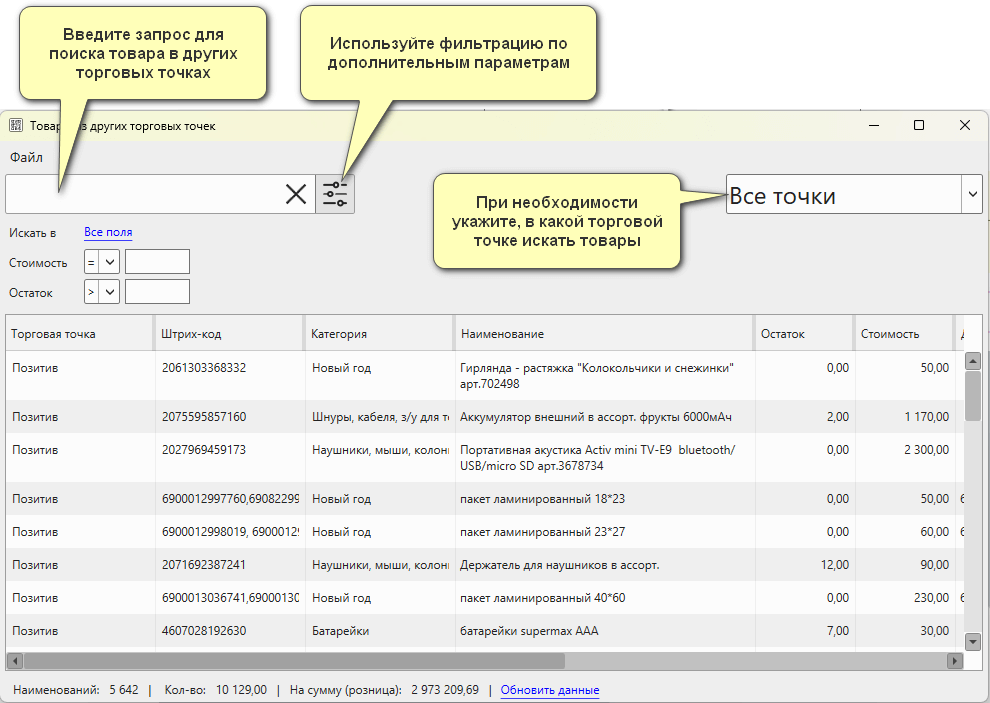 Введите запрос для
поиска товара в других
торговых точках
Используйте фильтрацию по
дополнительным параметрам
з других торговых точек
Файл
При необходимости
укажите, в какой торговой
точке искать товары
Все точки
Искать в Все поля
Стоимость =
Остаток >
Торговая точка Штрих-код Категория Наименование Остаток Стоимость
Позитив 2061303368332 Новый год Гирлянда - растяжка "Колокольчики и снежинки" 0,00 50,00
арт.702498
Позитив 2075595857160 Шнуры, кабеля, з/у для т Аккумулятор внешний в ассорт. фрукты 6000мАч 2,00 1 170,00
Позитив 2027969459173 Наушники, мыши, колон Портативная акустика Activ mini TV-E9 bluetooth/ 0,00 2 300,00
USB/micro SD арт.3678734
Позитив 6900012997760,69082299 Новый год пакет ламинированный 18*23 0,00 50,00 6
Позитив 6900012998019, 6900012 Новый год пакет ламинированный 23*27 0,00 60,00 6
Позитив 2071692387241 Наушники, мыши, колон Держатель для наушников в ассорт. 12,00 90,00
Позитив 6900013036741,69000130 Новый год пакет ламинированный 40*60 0,00 230,00 6
Позитив 4607028192630 Батарейки батарейки supermax AAA 7,00 30,00
Наименований: 5 642 | Кол-во: 10 129,00 | На сумму (розница): 2 973 209,69 | Обновить данные